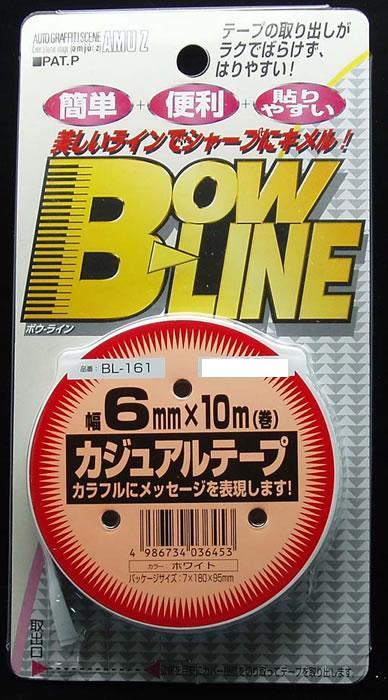 AUTO GRAFFITI SCENE
AMUZ
PAT.P
テープの取り出しが
ラクでばらけず、
はりやすい!
簡単+便利+貼りやすい
美しいラインでシャープにキメル!
BOW LINE
ボウ・ライン
品番: BL-161
幅6mm×10m(巻)
カジュアルテープ
カラフルにメッセージを表現します!
4 986734 036453
カラー: ホワイト
パッケージサイズ: 7×180×95mm
取出口